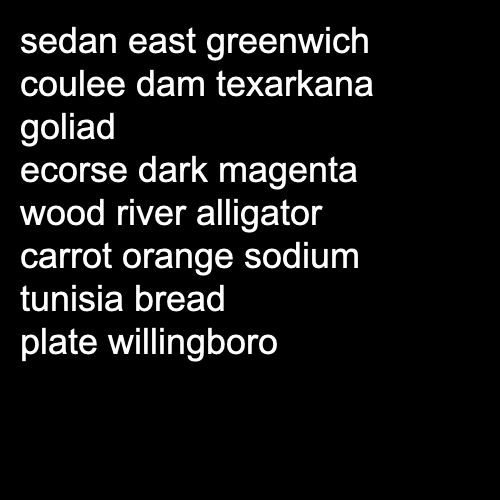 sedan east greenwich
coulee dam texarkana
goliad
ecorse dark magenta
wood river alligator
carrot orange sodium
tunisia bread
plate willingboro